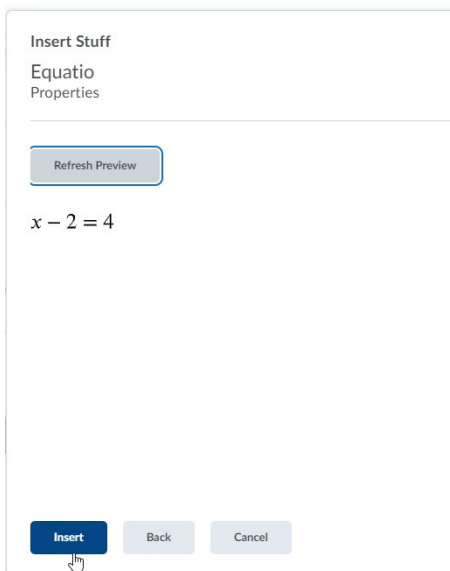 Insert Stuff
Equatio
Properties
Refresh Preview
x − 2 = 4
Insert Back Cancel